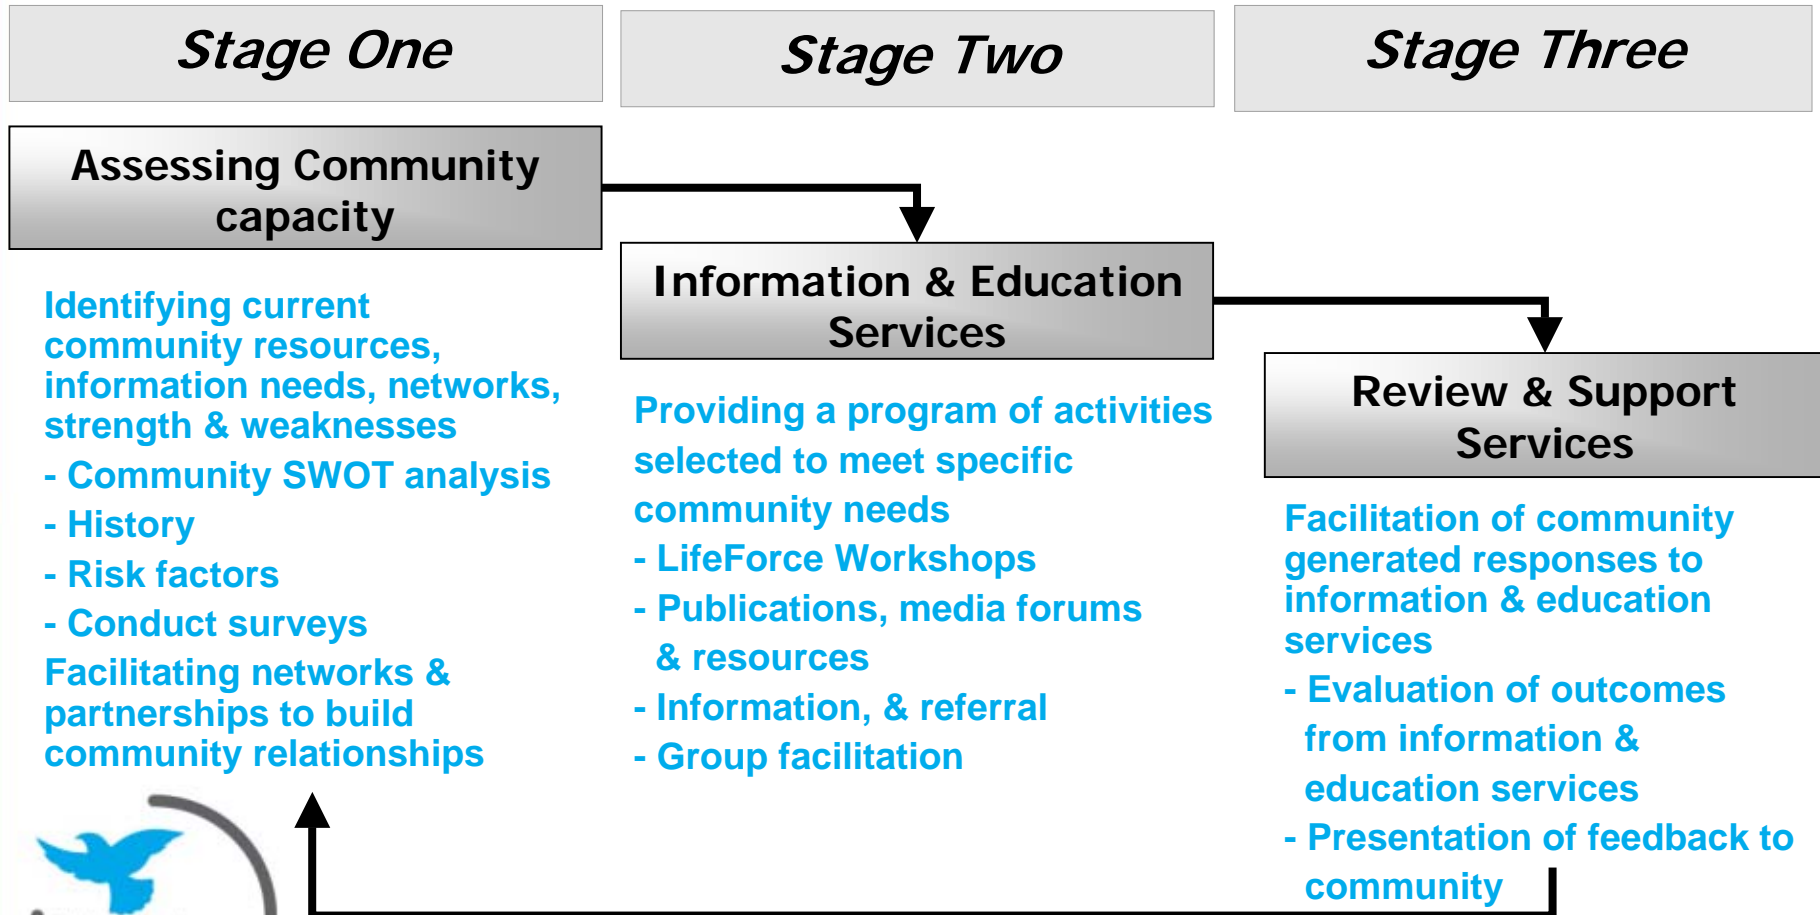 Stage One
Stage Two
Stage Three
Assessing Community
capacity
Identifying current
community resources,
information needs, networks,
strength & weaknesses
- Community SWOT analysis
- History
- Risk factors
- Conduct surveys
Facilitating networks &
partnerships to build
community relationships
Information & Education
Services
Providing a program of activities
selected to meet specific
community needs
- LifeForce Workshops
- Publications, media forums
& resources
- Information, & referral
- Group facilitation
Review & Support
Services
Facilitation of community
generated responses to
information & education
services
- Evaluation of outcomes
from information &
education services
- Presentation of feedback to
community